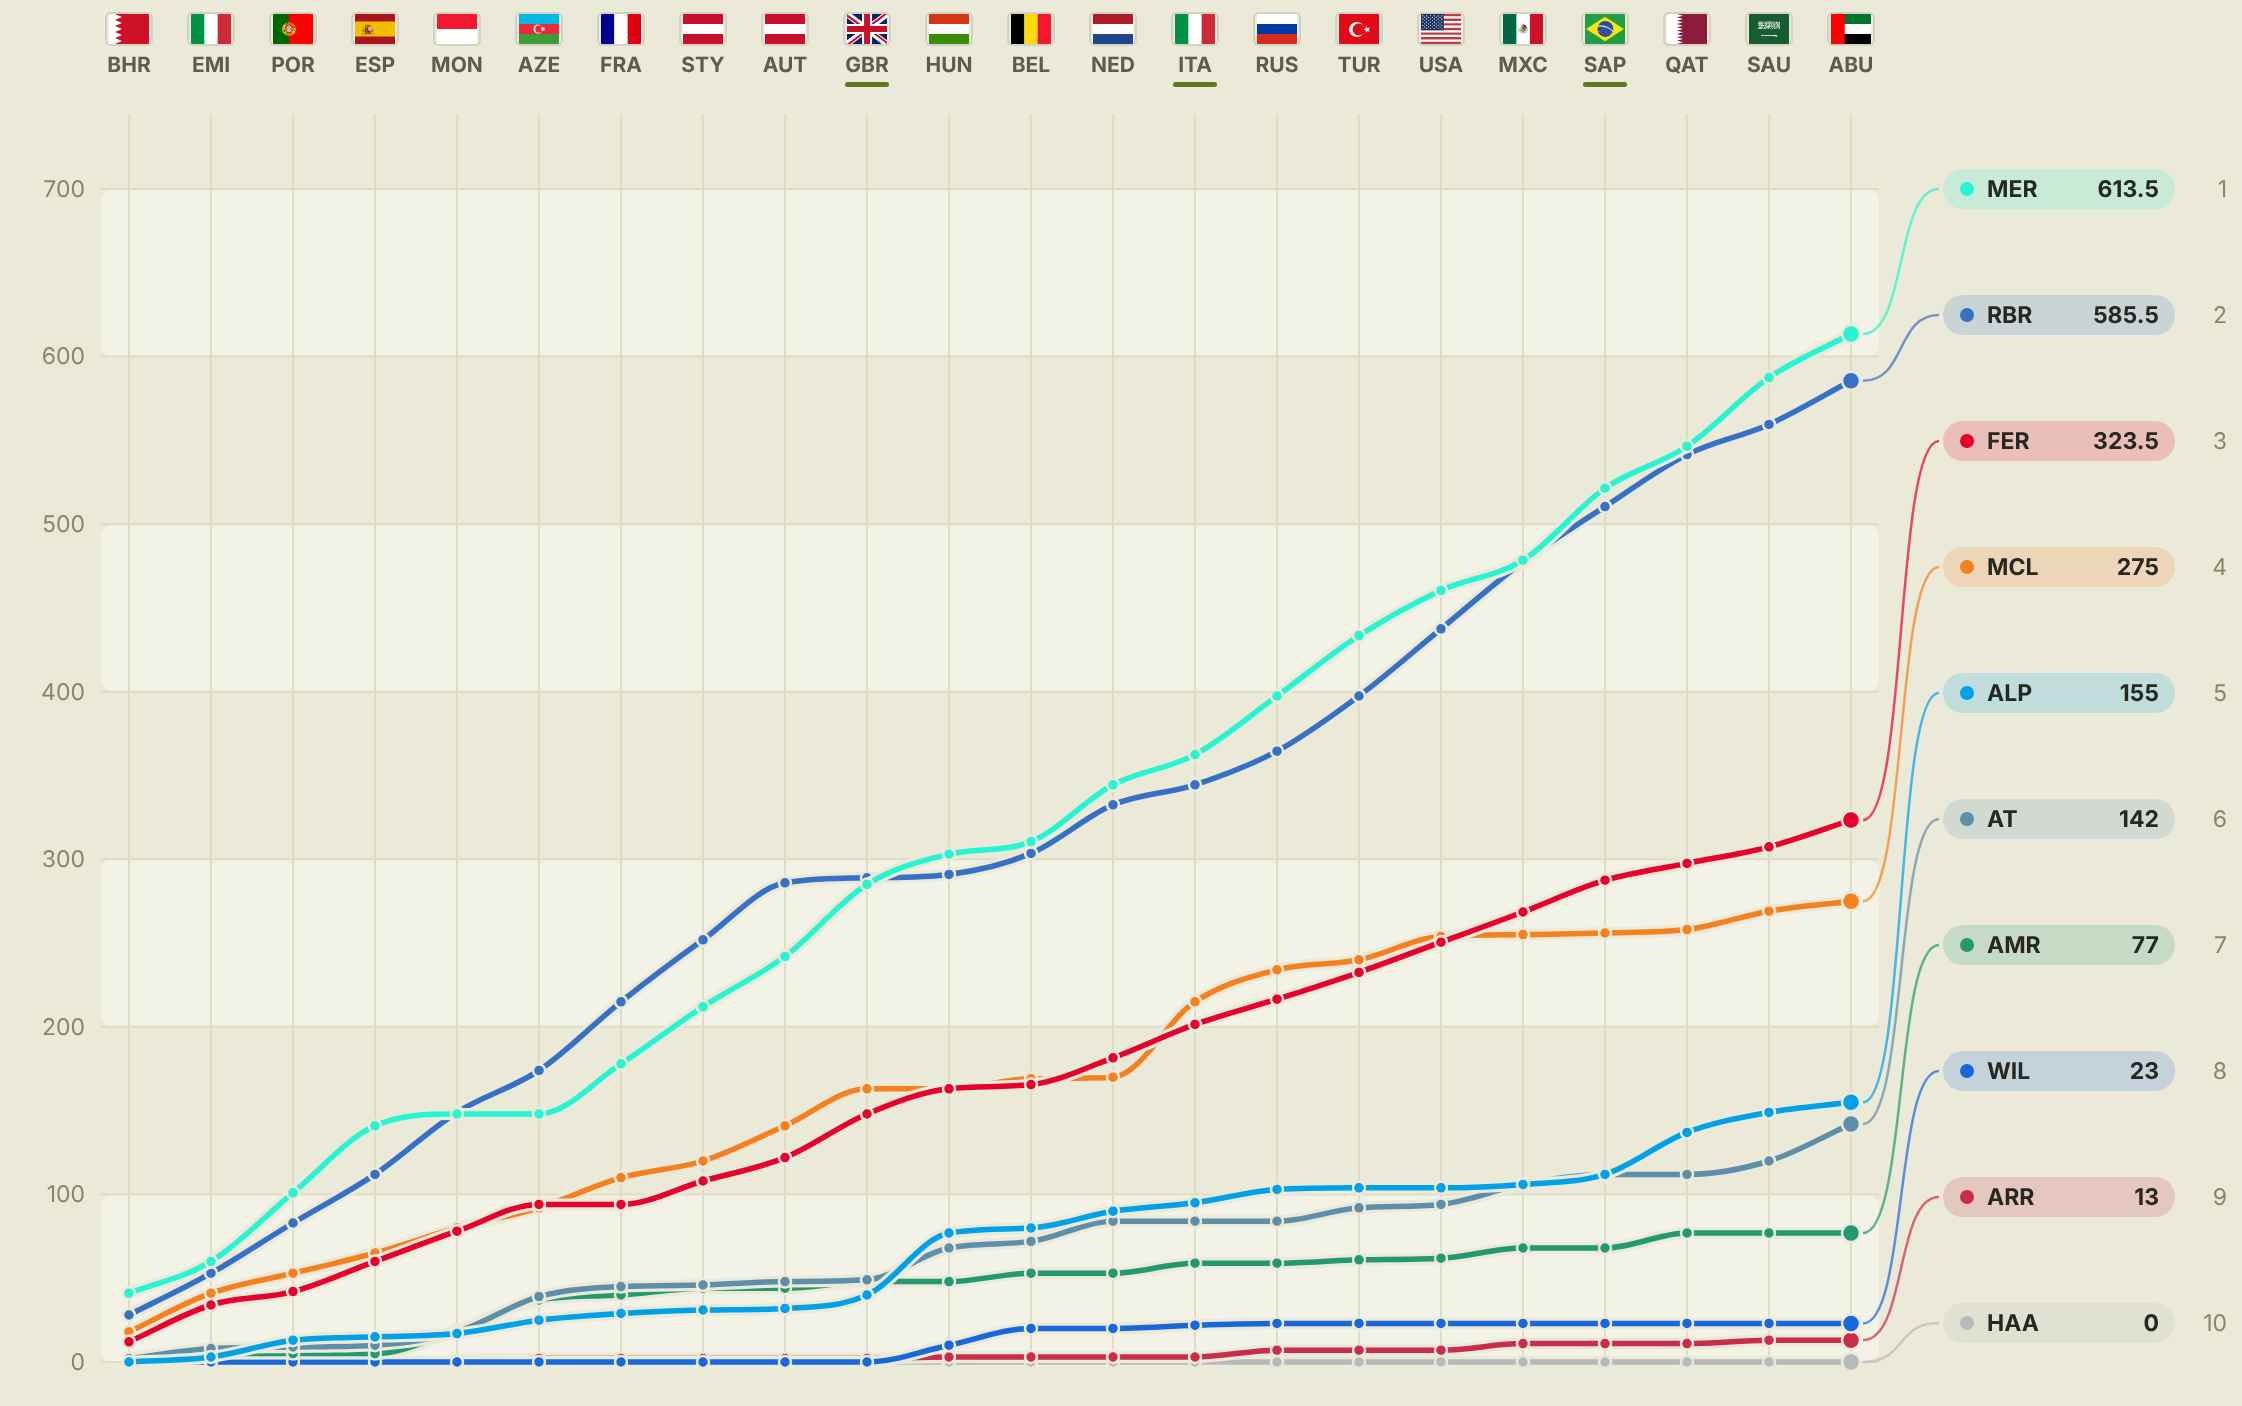 BHR EMI POR ESP MON AZE FRA STY AUT GBR HUN BEL NED ITA RUS TUR USA MXC SAP QAT SAU ABU
700
600
500
400
300
200
100
0
MER 613.5 1
RBR 585.5 2
FER 323.5 3
MCL 275 4
ALP 155 5
AT 142 6
AMR 77 7
WIL 23 8
ARR 13 9
HAA 0 10